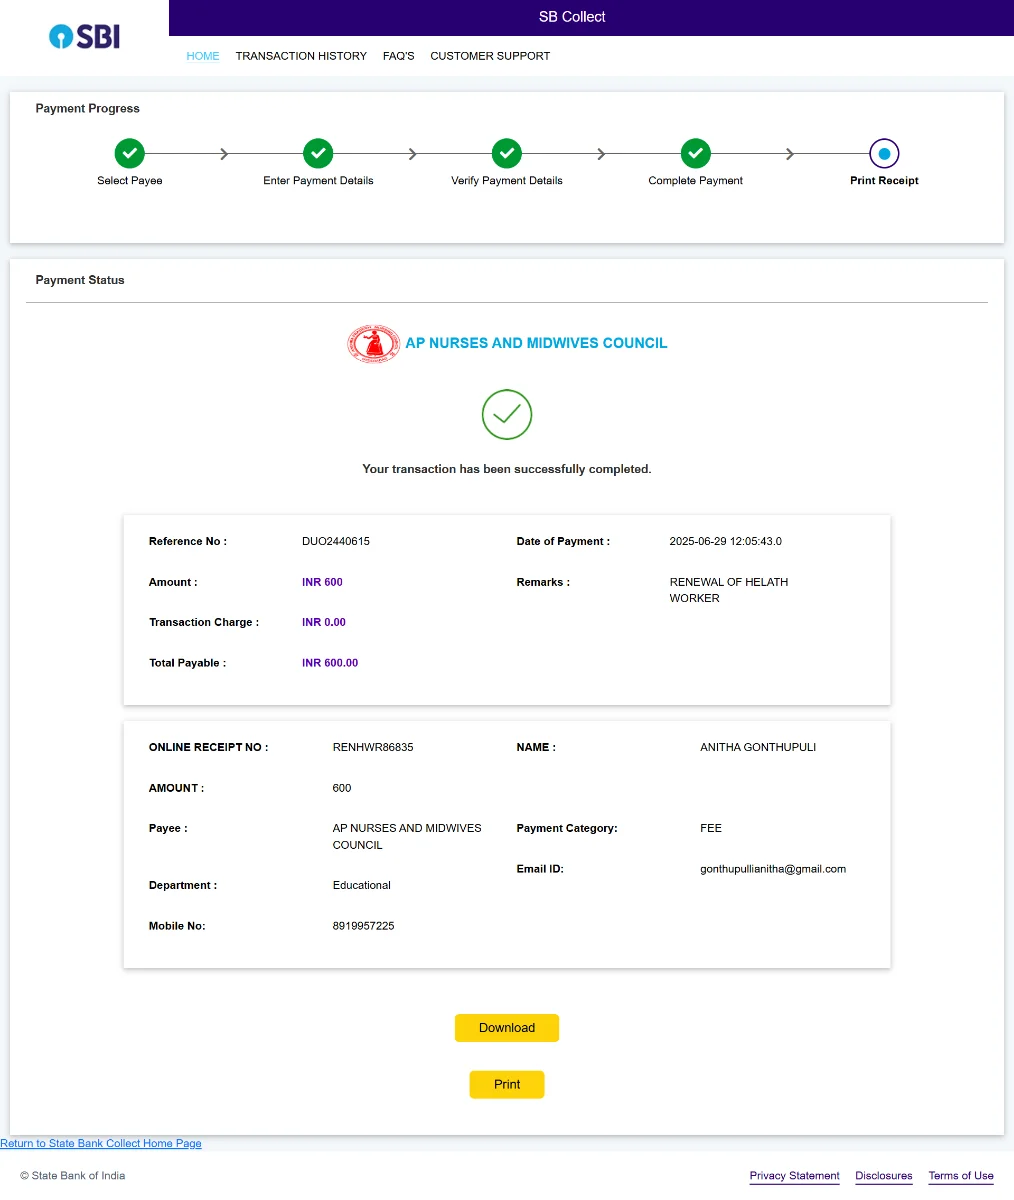 SBI
SB Collect
HOME TRANSACTION HISTORY FAQ'S CUSTOMER SUPPORT
Payment Progress
Select Payee
Enter Payment Details
Verify Payment Details
Complete Payment
Print Receipt
Payment Status
AP NURSES AND MIDWIVES COUNCIL
Your transaction has been successfully completed.
Reference No : DUO2440615 Date of Payment : 2025-06-29 12:05:43.0
Amount : INR 600 Remarks : RENEWAL OF HELATH
WORKER
Transaction Charge : INR 0.00
Total Payable : INR 600.00
ONLINE RECEIPT NO : RENHWR86835 NAME : ANITHA GONTHUPULI
AMOUNT : 600
Payee : AP NURSES AND MIDWIVES Payment Category: FEE
COUNCIL
Email ID: gonthupullianitha@gmail.com
Department : Educational
Mobile No: 8919957225
Download
Print
Return to State Bank Collect Home Page
© State Bank of India Privacy Statement Disclosures Terms of Use